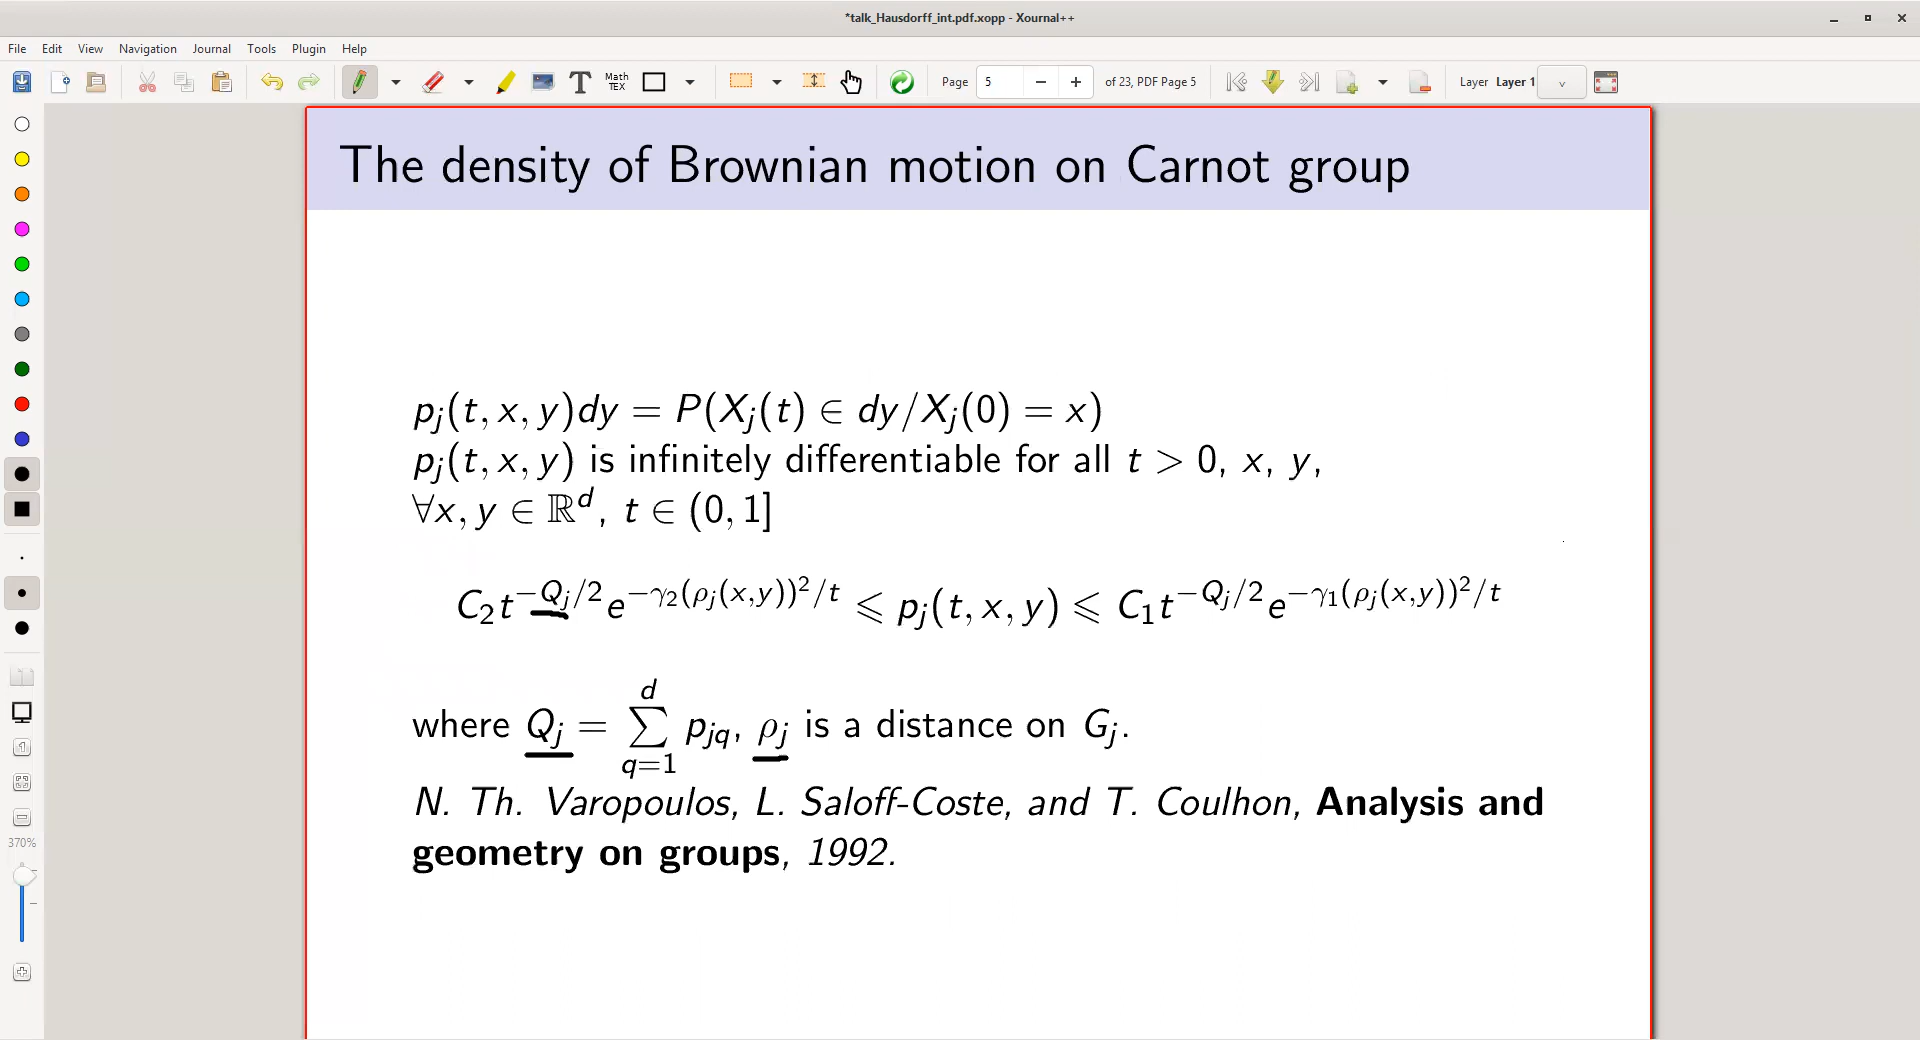 *talk_Hausdorff_int.pdf.xopp - Xournal++
File Edit View Navigation Journal Tools Plugin Help
Math TEX Page 5 of 23, PDF Page 5 Layer Layer 1
The density of Brownian motion on Carnot group
p_j(t, x, y)dy = P(X_j(t) ∈ dy/X_j(0) = x)
p_j(t, x, y) is infinitely differentiable for all t > 0, x, y,
∀x, y ∈ ℝ^d, t ∈ (0, 1]
C_2 t^{−Q_j/2} e^{−γ_2(ρ_j(x,y))^2/t} ⩽ p_j(t, x, y) ⩽ C_1 t^{−Q_j/2} e^{−γ_1(ρ_j(x,y))^2/t}
where Q_j = ∑_{q=1}^{d} p_{jq}, ρ_j is a distance on G_j.
N. Th. Varopoulos, L. Saloff-Coste, and T. Coulhon, Analysis and
geometry on groups, 1992.
370%